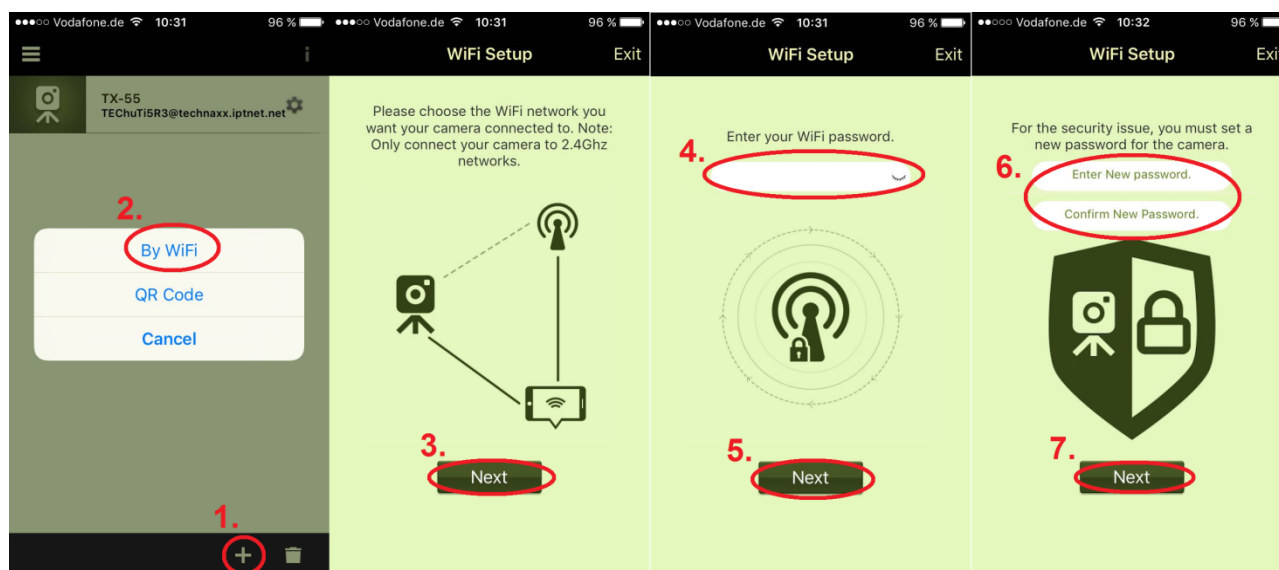 Vodafone.de 10:31 96 %
TX-55
TEChuTi5R3@technaxx.iptnet.net
2.
By WiFi
QR Code
Cancel
1.
Vodafone.de 10:31 96 %
WiFi Setup Exit
Please choose the WiFi network you
want your camera connected to. Note:
Only connect your camera to 2.4Ghz
networks.
3.
Next
Vodafone.de 10:31 96 %
WiFi Setup Exit
Enter your WiFi password.
4.
5.
Next
Vodafone.de 10:32 96 %
WiFi Setup Exi
For the security issue, you must set a
new password for the camera.
6.
Enter New password.
Confirm New Password.
7.
Next